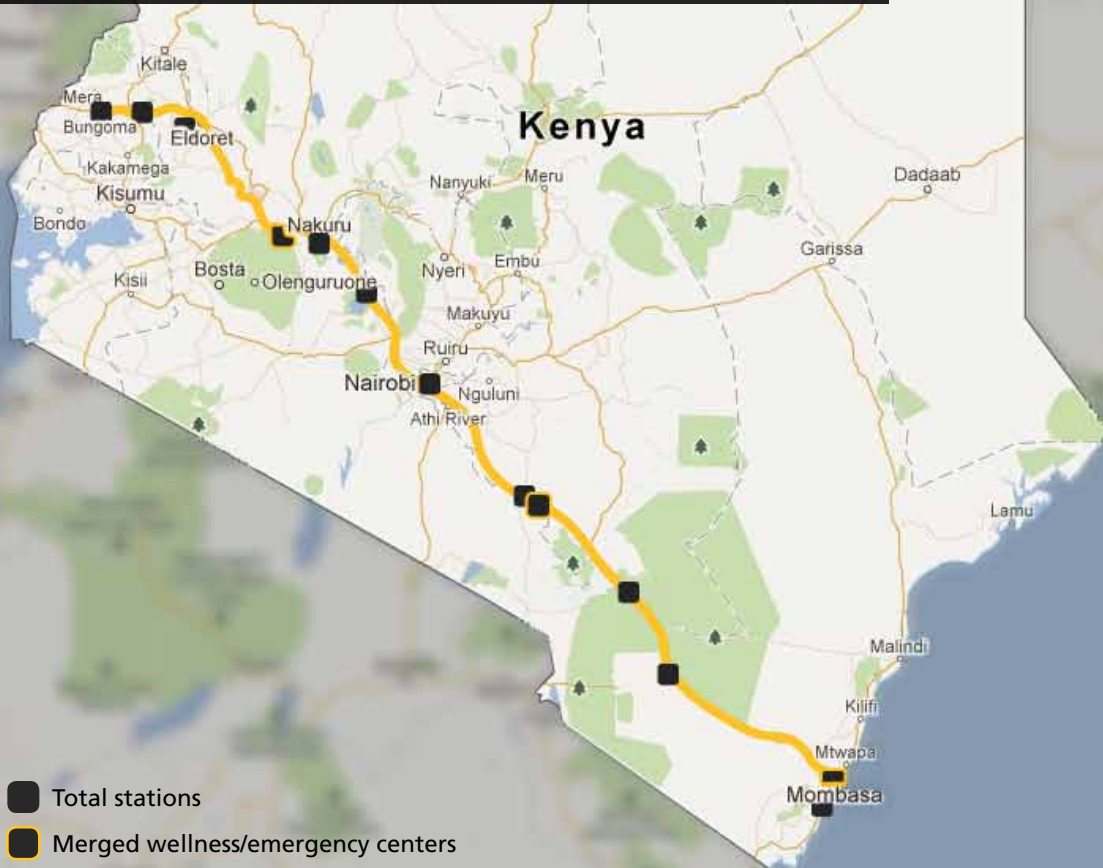 Kitale
Mera
Bungoma
Eldoret
Kenya
Kakamega
Kisumu
Nanyuki
Meru
Dadaab
Bondo
Nakuru
Garissa
Kisii
Bosta
Olenguruone
Nyeri
Embu
Makuyu
Ruiru
Nairobi
Nguluni
Athi River
Lamu
Malindi
Kilifi
Mtwapa
Mombasa
Total stations
Merged wellness/emergency centers